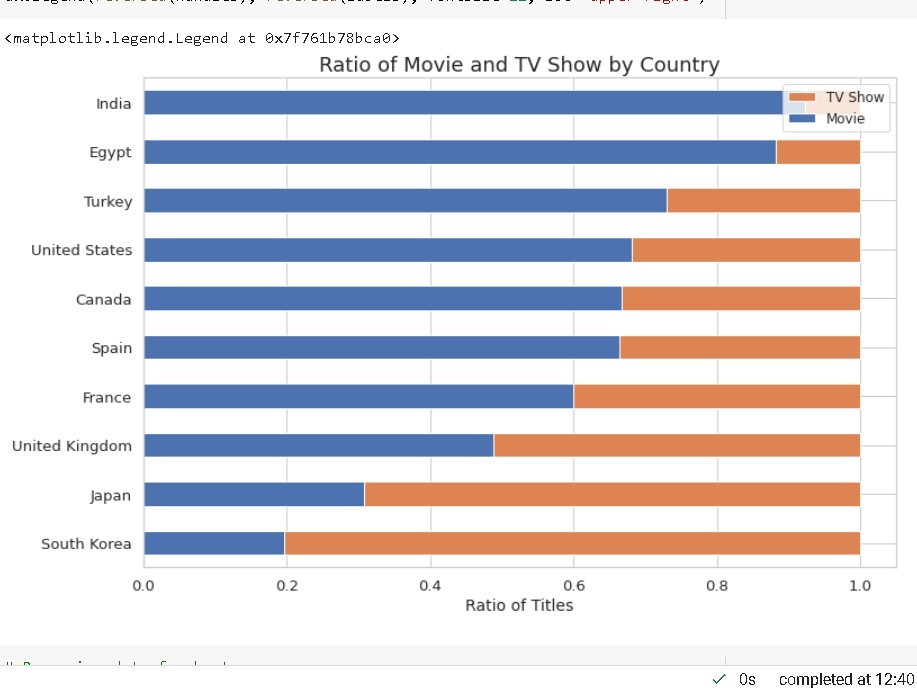 <matplotlib.legend.Legend at 0x7f761b78bca0>
Ratio of Movie and TV Show by Country
TV Show
Movie
India
Egypt
Turkey
United States
Canada
Spain
France
United Kingdom
Japan
South Korea
0.0 0.2 0.4 0.6 0.8 1.0
Ratio of Titles
0s completed at 12:40